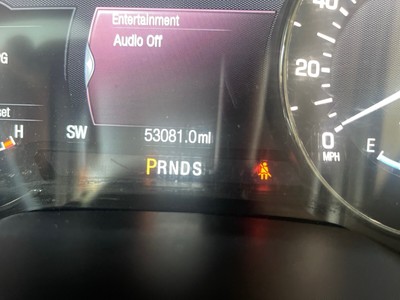 Entertainment
Audio Off
40
20
0
MPH
E
H
SW
53081.0mi
PRNDS